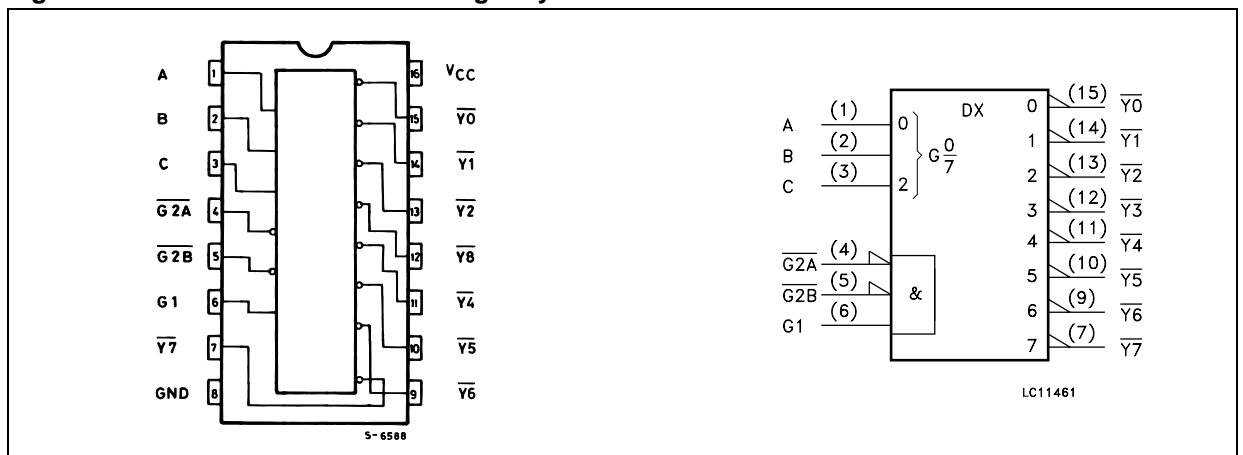 A 1 16 VCC
B 2 15 Y0
C 3 14 Y1
G2A 4 13 Y2
G2B 5 12 Y8
G1 6 11 Y4
Y7 7 10 Y5
GND 8 9 Y6
S-6588
DX
A (1) 0 0 (15) Y0
B (2) G 0/7 1 (14) Y1
C (3) 2 2 (13) Y2
3 (12) Y3
4 (11) Y4
G2A (4) 5 (10) Y5
G2B (5) & 6 (9) Y6
G1 (6) 7 (7) Y7
LC11461